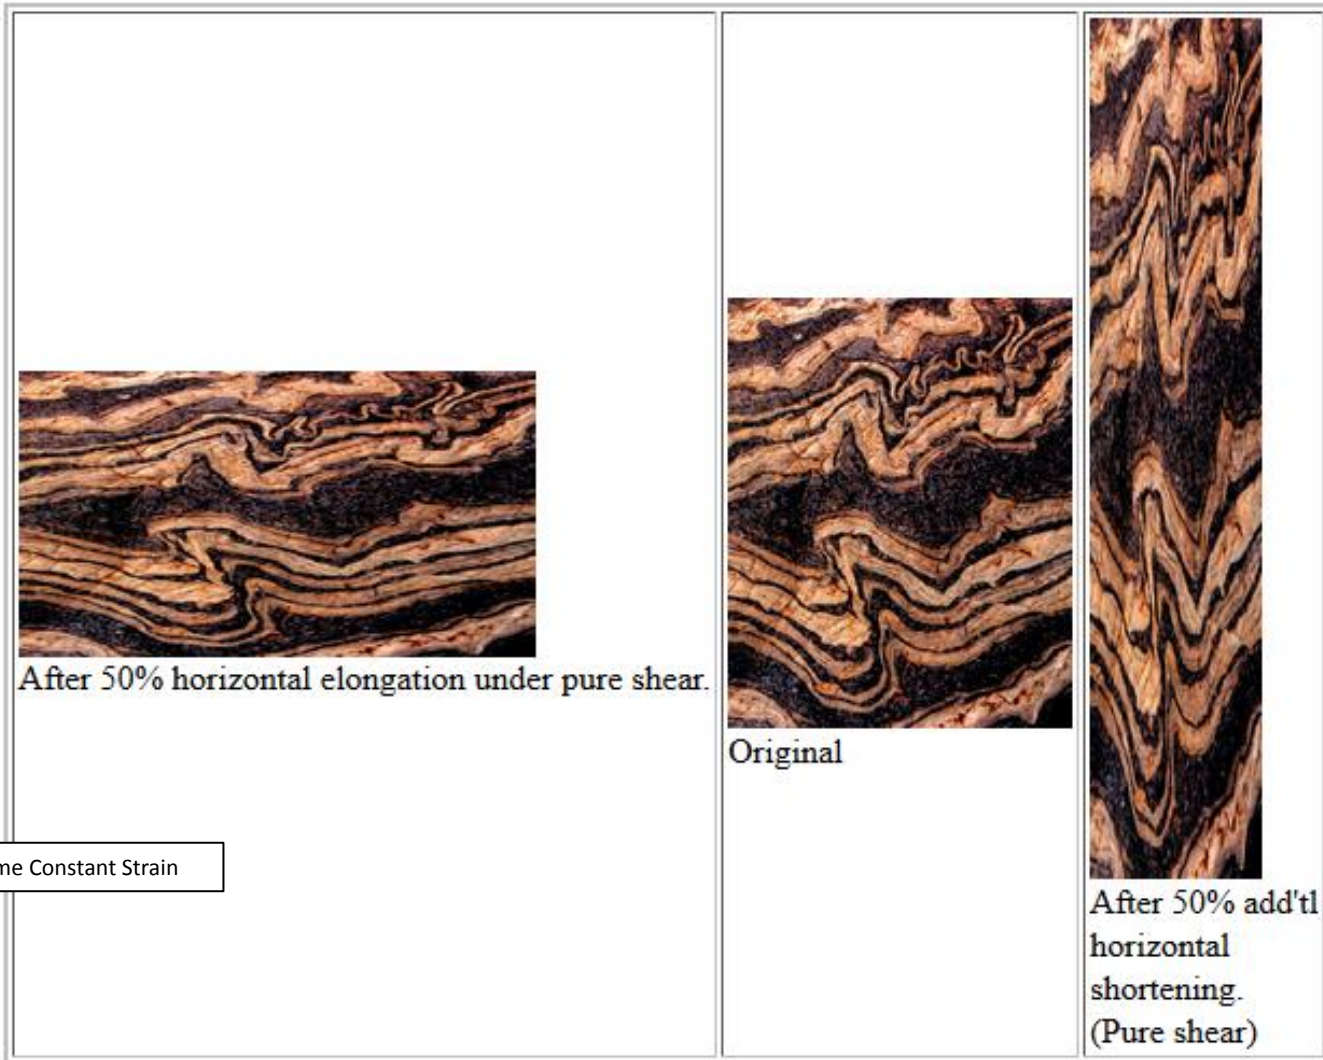 After 50% horizontal elongation under pure shear.
Original
me Constant Strain
After 50% add'tl
horizontal
shortening.
(Pure shear)